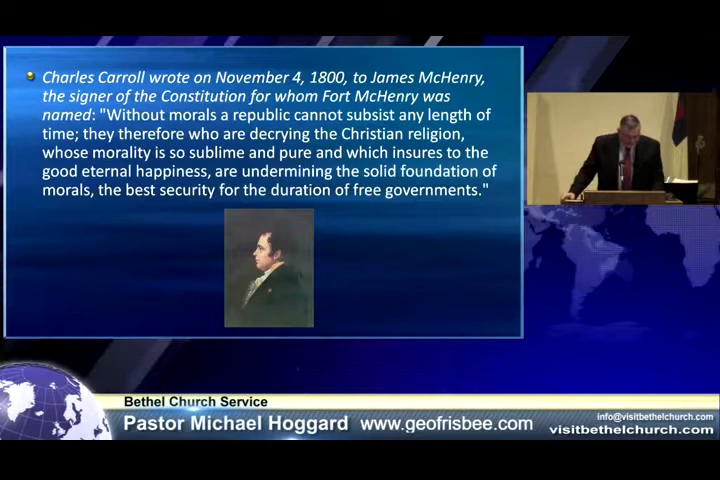 Charles Carroll wrote on November 4, 1800, to James McHenry,
the signer of the Constitution for whom Fort McHenry was
named: "Without morals a republic cannot subsist any length of
time; they therefore who are decrying the Christian religion,
whose morality is so sublime and pure and which insures to the
good eternal happiness, are undermining the solid foundation of
morals, the best security for the duration of free governments."
Bethel Church Service
Pastor Michael Hoggard www.geofrisbee.com
info@visitbethelchurch.com
visitbethelchurch.com